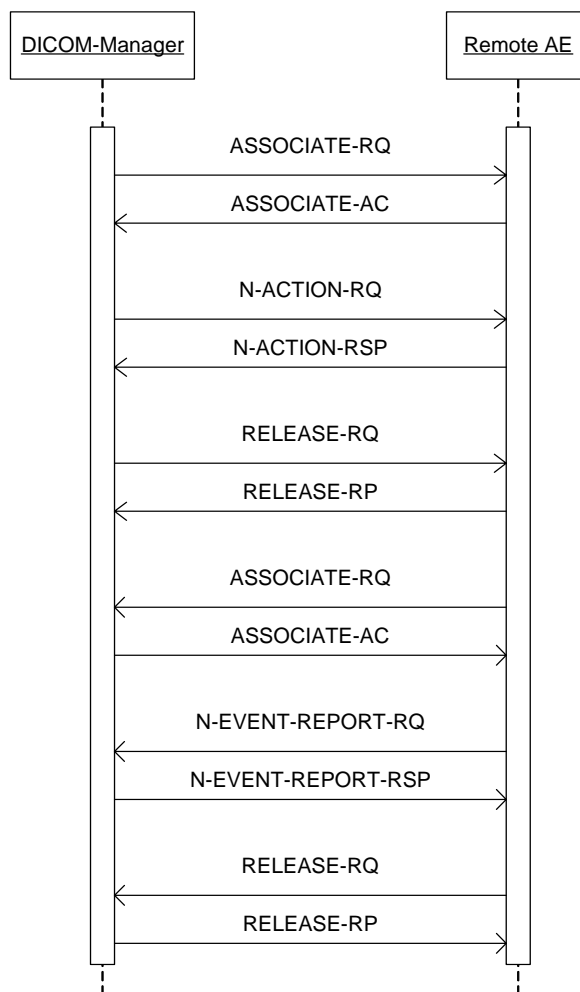 DICOM-Manager
Remote AE
ASSOCIATE-RQ
ASSOCIATE-AC
N-ACTION-RQ
N-ACTION-RSP
RELEASE-RQ
RELEASE-RP
ASSOCIATE-RQ
ASSOCIATE-AC
N-EVENT-REPORT-RQ
N-EVENT-REPORT-RSP
RELEASE-RQ
RELEASE-RP